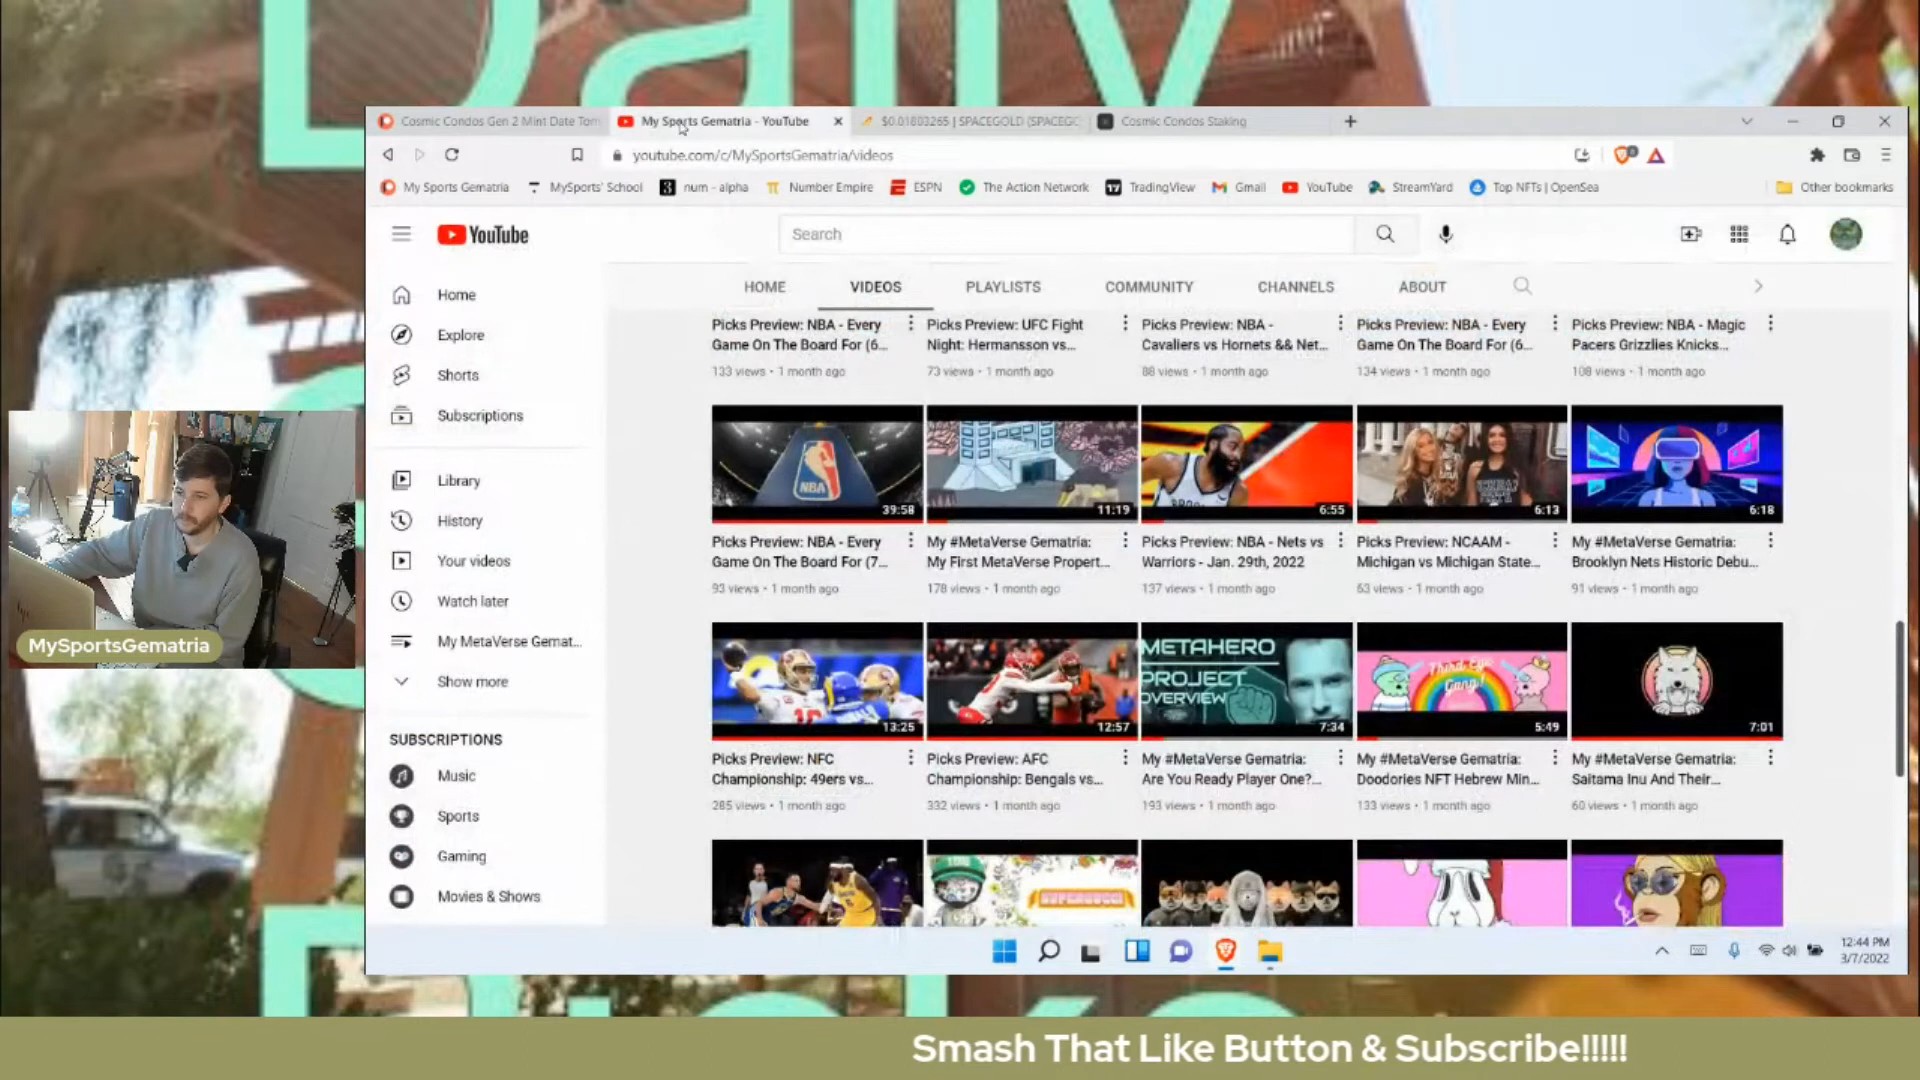 Daily
Cosmic Condos Gen 2 Mint Date Tom
My Sports Gematria - YouTube
$0.01803265 | SPACEGOLD (SPACEGC
Cosmic Condos Staking
youtube.com/c/MySportsGematria/videos
My Sports Gematria
MySports' School
num - alpha
Number Empire
ESPN
The Action Network
TradingView
Gmail
YouTube
StreamYard
Top NFTs | OpenSea
Other bookmarks
YouTube
Search
Home
Explore
Shorts
Subscriptions
Library
History
Your videos
Watch later
My MetaVerse Gemat...
Show more
SUBSCRIPTIONS
Music
Sports
Gaming
Movies & Shows
HOME
VIDEOS
PLAYLISTS
COMMUNITY
CHANNELS
ABOUT
Picks Preview: NBA - Every
Game On The Board For (6...
133 views • 1 month ago
Picks Preview: UFC Fight
Night: Hermansson vs...
73 views • 1 month ago
Picks Preview: NBA -
Cavaliers vs Hornets && Net...
88 views • 1 month ago
Picks Preview: NBA - Every
Game On The Board For (6...
134 views • 1 month ago
Picks Preview: NBA - Magic
Pacers Grizzlies Knicks...
108 views • 1 month ago
NBA
39:58
11:19
6:55
6:13
6:18
Picks Preview: NBA - Every
Game On The Board For (7...
93 views • 1 month ago
My #MetaVerse Gematria:
My First MetaVerse Propert...
178 views • 1 month ago
Picks Preview: NBA - Nets vs
Warriors - Jan. 29th, 2022
137 views • 1 month ago
Picks Preview: NCAAM -
Michigan vs Michigan State...
63 views • 1 month ago
My #MetaVerse Gematria:
Brooklyn Nets Historic Debu...
91 views • 1 month ago
13:25
12:57
METAHERO
PROJECT
OVERVIEW
7:34
Third Eye
Gang!
5:49
7:01
Picks Preview: NFC
Championship: 49ers vs...
285 views • 1 month ago
Picks Preview: AFC
Championship: Bengals vs...
332 views • 1 month ago
My #MetaVerse Gematria:
Are You Ready Player One?...
193 views • 1 month ago
My #MetaVerse Gematria:
Doodories NFT Hebrew Min...
133 views • 1 month ago
My #MetaVerse Gematria:
Saitama Inu And Their...
60 views • 1 month ago
12:44 PM
3/7/2022
MySportsGematria
Smash That Like Button & Subscribe!!!!!